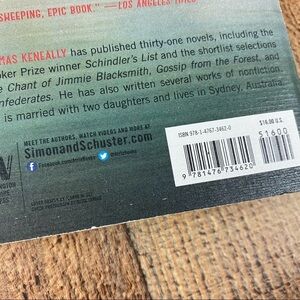 SWEEPING, EPIC BOOK." —LOS ANGELES TIMES
MAS KENEALLY has published thirty-one novels, including the
oker Prize winner Schindler's List and the shortlist selections
e Chant of Jimmie Blacksmith, Gossip from the Forest, and
nfederates. He has also written several works of nonfiction.
is married with two daughters and lives in Sydney, Australia.
MEET THE AUTHORS, WATCH VIDEOS AND MORE AT
SimonandSchuster.com
ISBN 978-1-4767-3462-0
$16.00 U.S.
51600
9 781476 734620